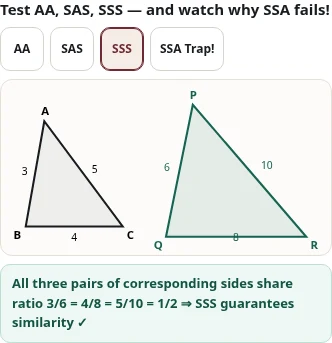 Test AA, SAS, SSS — and watch why SSA fails!
AA SAS SSS SSA Trap!
A P
3 5 6 10
B 4 C Q 8 R
All three pairs of corresponding sides share
ratio 3/6 = 4/8 = 5/10 = 1/2 ⇒ SSS guarantees
similarity ✓